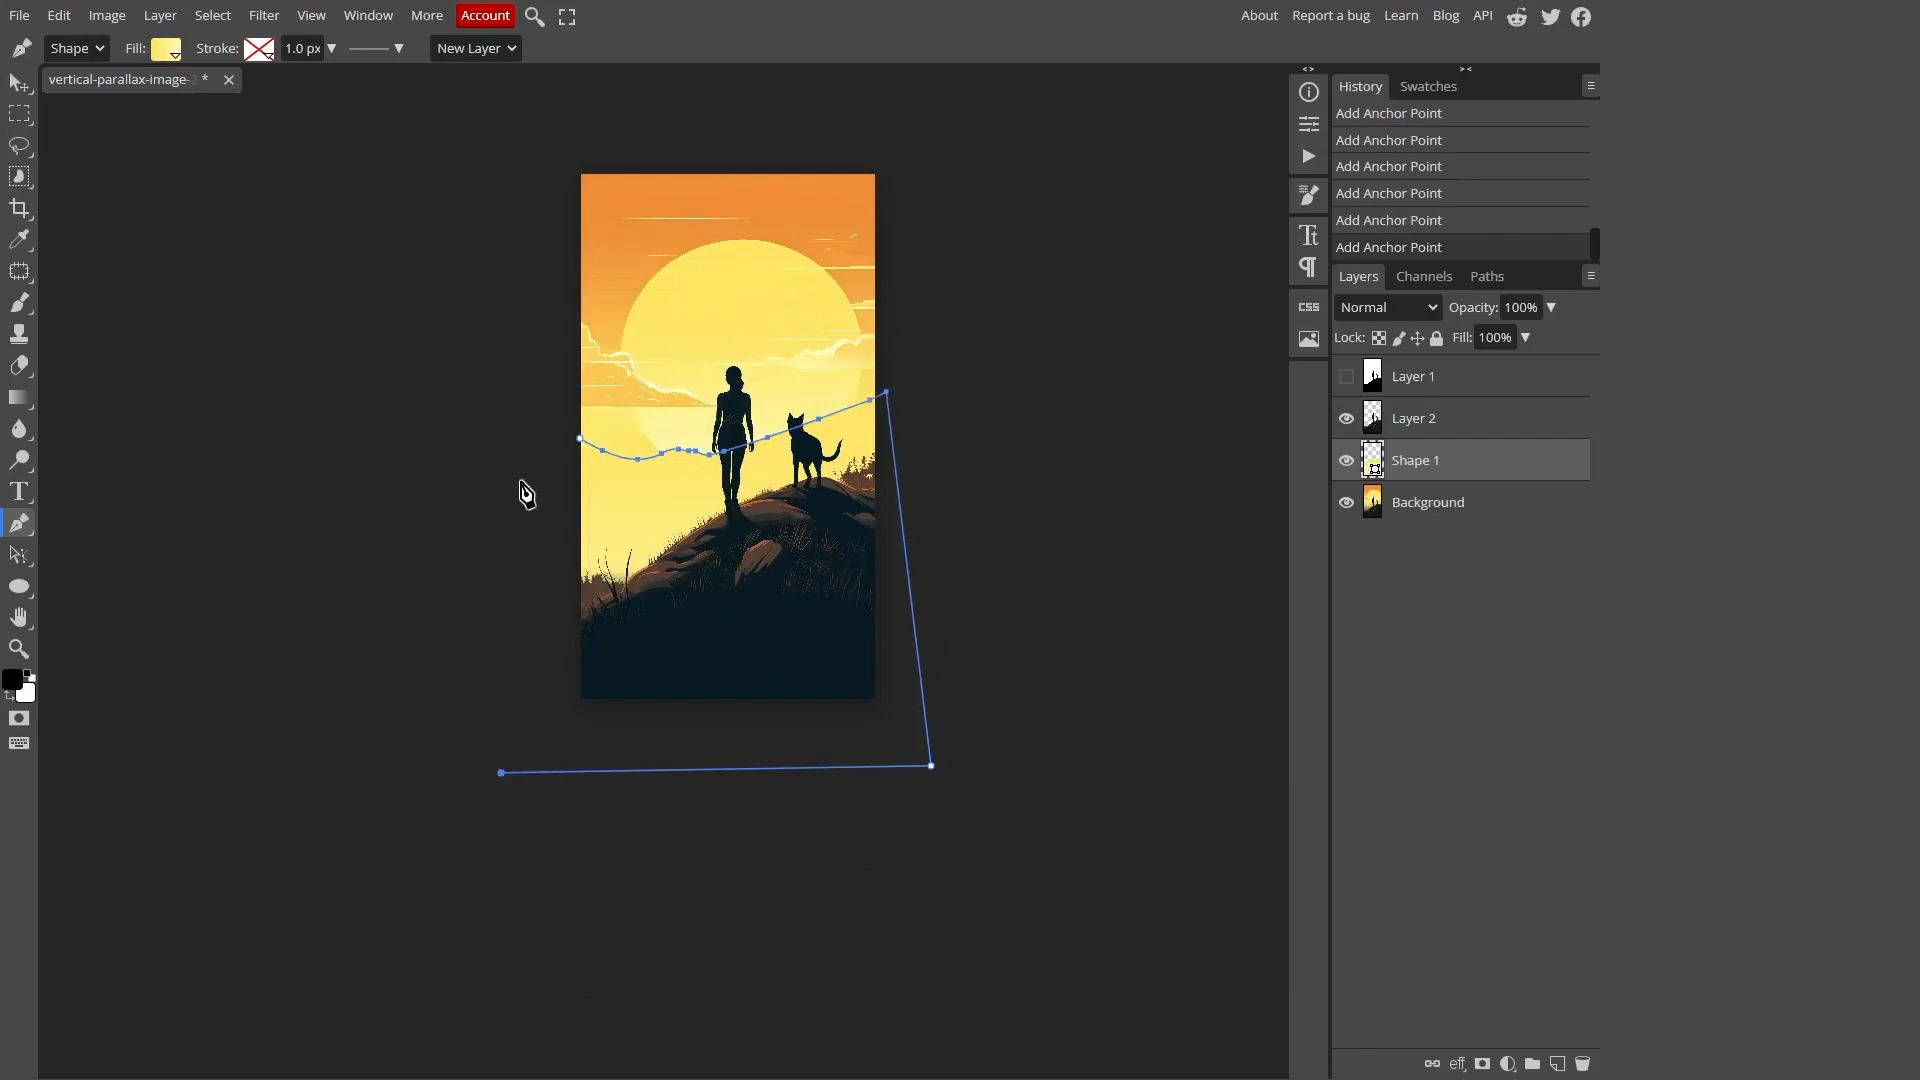 File Edit Image Layer Select Filter View Window More Account About Report a bug Learn Blog API
Shape Fill: Stroke: 1.0 px New Layer
vertical-parallax-image- *
History Swatches
Add Anchor Point
Add Anchor Point
Add Anchor Point
Add Anchor Point
Add Anchor Point
Add Anchor Point
Layers Channels Paths
CSS
Normal Opacity: 100%
Lock: Fill: 100%
Layer 1
Layer 2
Shape 1
Background
eff